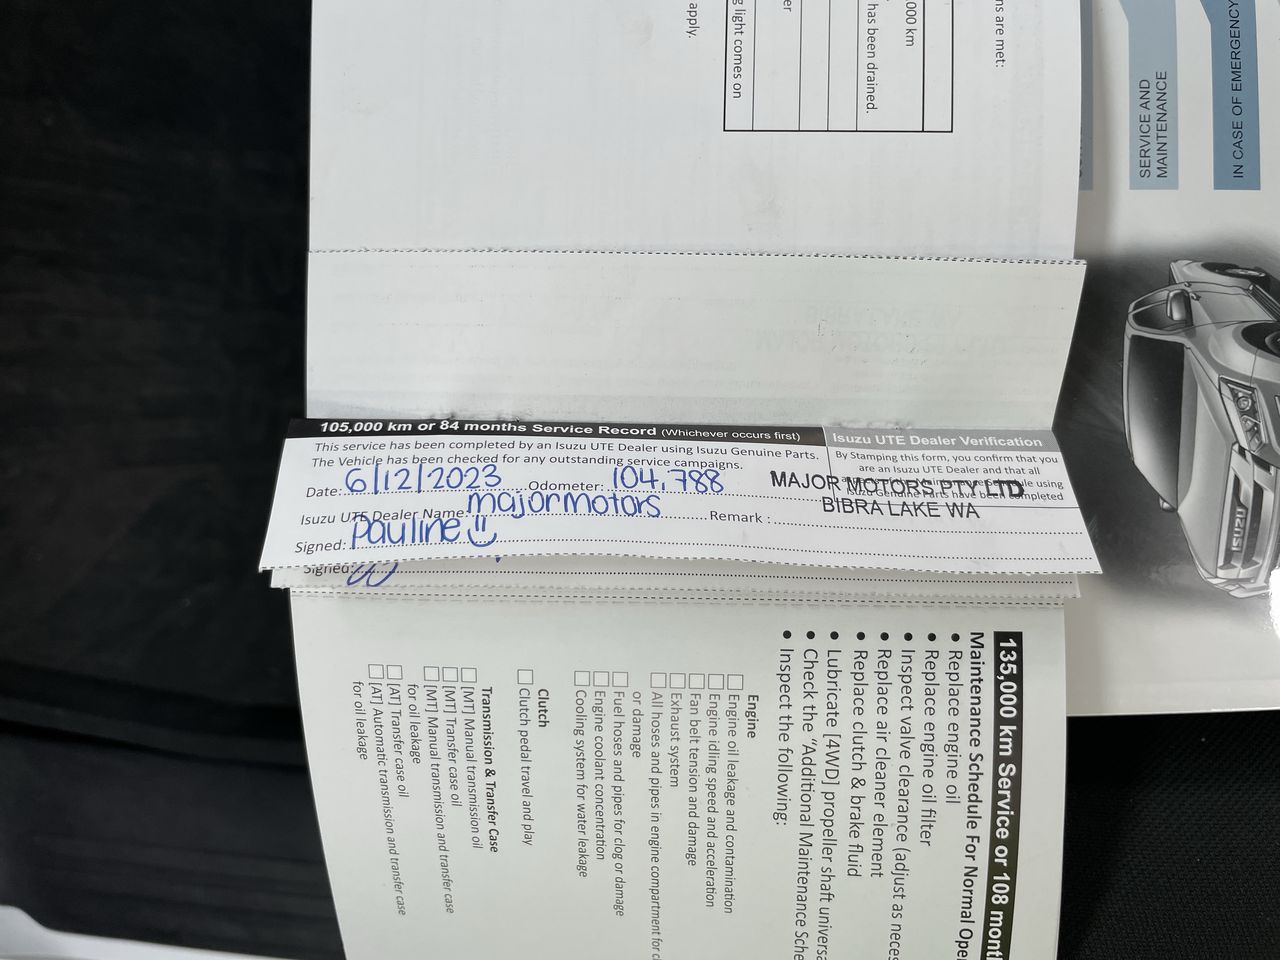 ns are met:
,000 km
has been drained.
er
g light comes on
apply.
SERVICE AND
MAINTENANCE
IN CASE OF EMERGENCY
105,000 km or 84 months Service Record (Whichever occurs first)
This service has been completed by an Isuzu UTE Dealer using Isuzu Genuine Parts.
The Vehicle has been checked for any outstanding service campaigns.
Date: 6/12/2023 Odometer: 104,788
Isuzu UTE Dealer Name: majormotors Remark :
Signed: Pauline
Isuzu UTE Dealer Verification
By Stamping this form, you confirm that you
are an Isuzu UTE Dealer and that all
MAJOR MOTORS PTY LTD
BIBRA LAKE WA
Signed:
ISUZU
135,000 km Service or 108 mont
Maintenance Schedule For Normal Oper
• Replace engine oil
• Replace engine oil filter
• Inspect valve clearance (adjust as neces
• Replace air cleaner element
• Replace clutch & brake fluid
• Lubricate [4WD] propeller shaft universa
• Check the "Additional Maintenance Sche
• Inspect the following:
Engine
Engine oil leakage and contamination
Engine idling speed and acceleration
Fan belt tension and damage
Exhaust system
All hoses and pipes in engine compartment for c
or damage
Fuel hoses and pipes for clog or damage
Engine coolant concentration
Cooling system for water leakage
Clutch
Clutch pedal travel and play
Transmission & Transfer Case
[MT] Manual transmission oil
[MT] Transfer case oil
[MT] Manual transmission and transfer case
for oil leakage
[AT] Transfer case oil
[AT] Automatic transmission and transfer case
for oil leakage